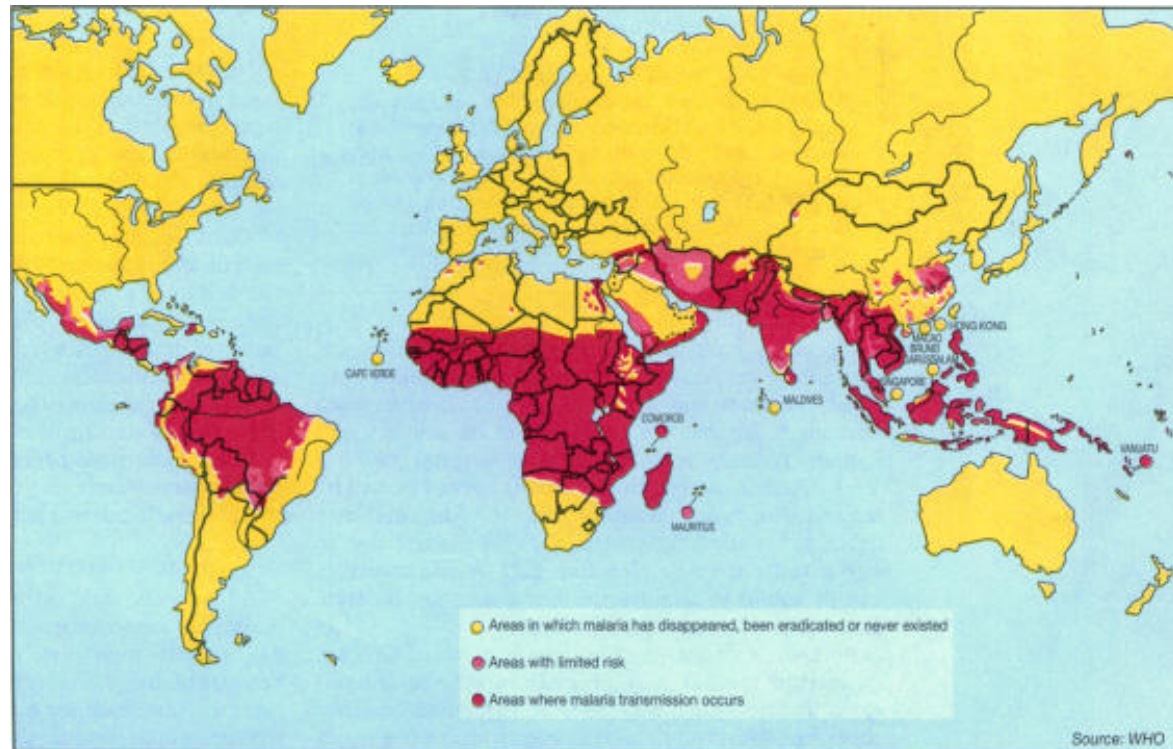 HONG KONG
MACAO
BRUNEI
DARUSSALAM
SINGAPORE
CAPE VERDE
MALDIVES
COMOROS
VANUATU
MAURITIUS
Areas in which malaria has disappeared, been eradicated or never existed
Areas with limited risk
Areas where malaria transmission occurs
Source: WHO